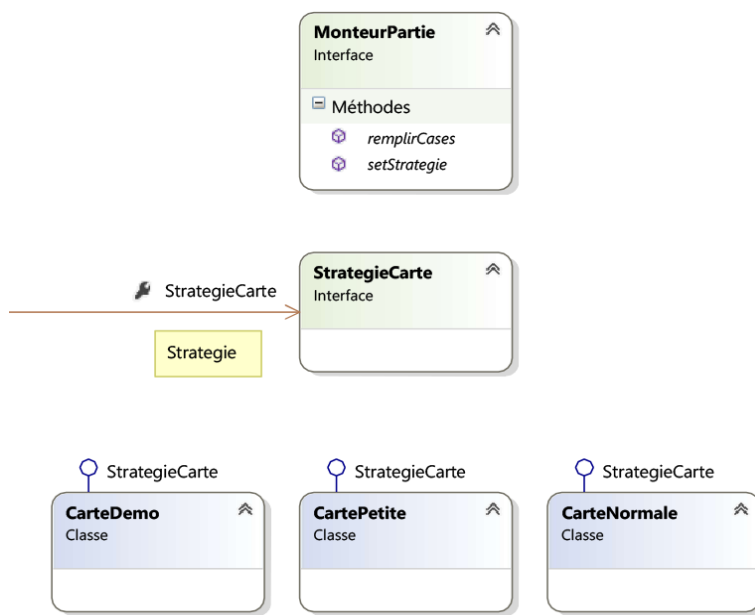 MonteurPartie
Interface
Méthodes
remplirCases
setStrategie
StrategieCarte
StrategieCarte
Interface
Strategie
StrategieCarte
StrategieCarte
StrategieCarte
CarteDemo
Classe
CartePetite
Classe
CarteNormale
Classe